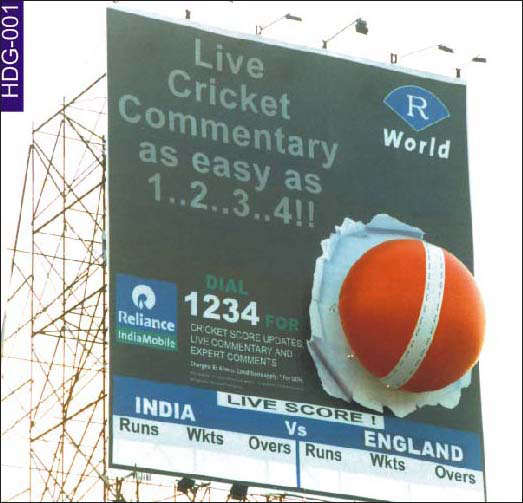 HDG-001
Live
Cricket
Commentary
as easy as
1..2..3..4!!
R
World
Reliance
IndiaMobile
DIAL
1234 FOR
CRICKET SCORE UPDATES
LIVE COMMENTARY AND
EXPERT COMMENTS
LIVE SCORE !
INDIA Vs ENGLAND
Runs Wkts Overs Runs Wkts Overs